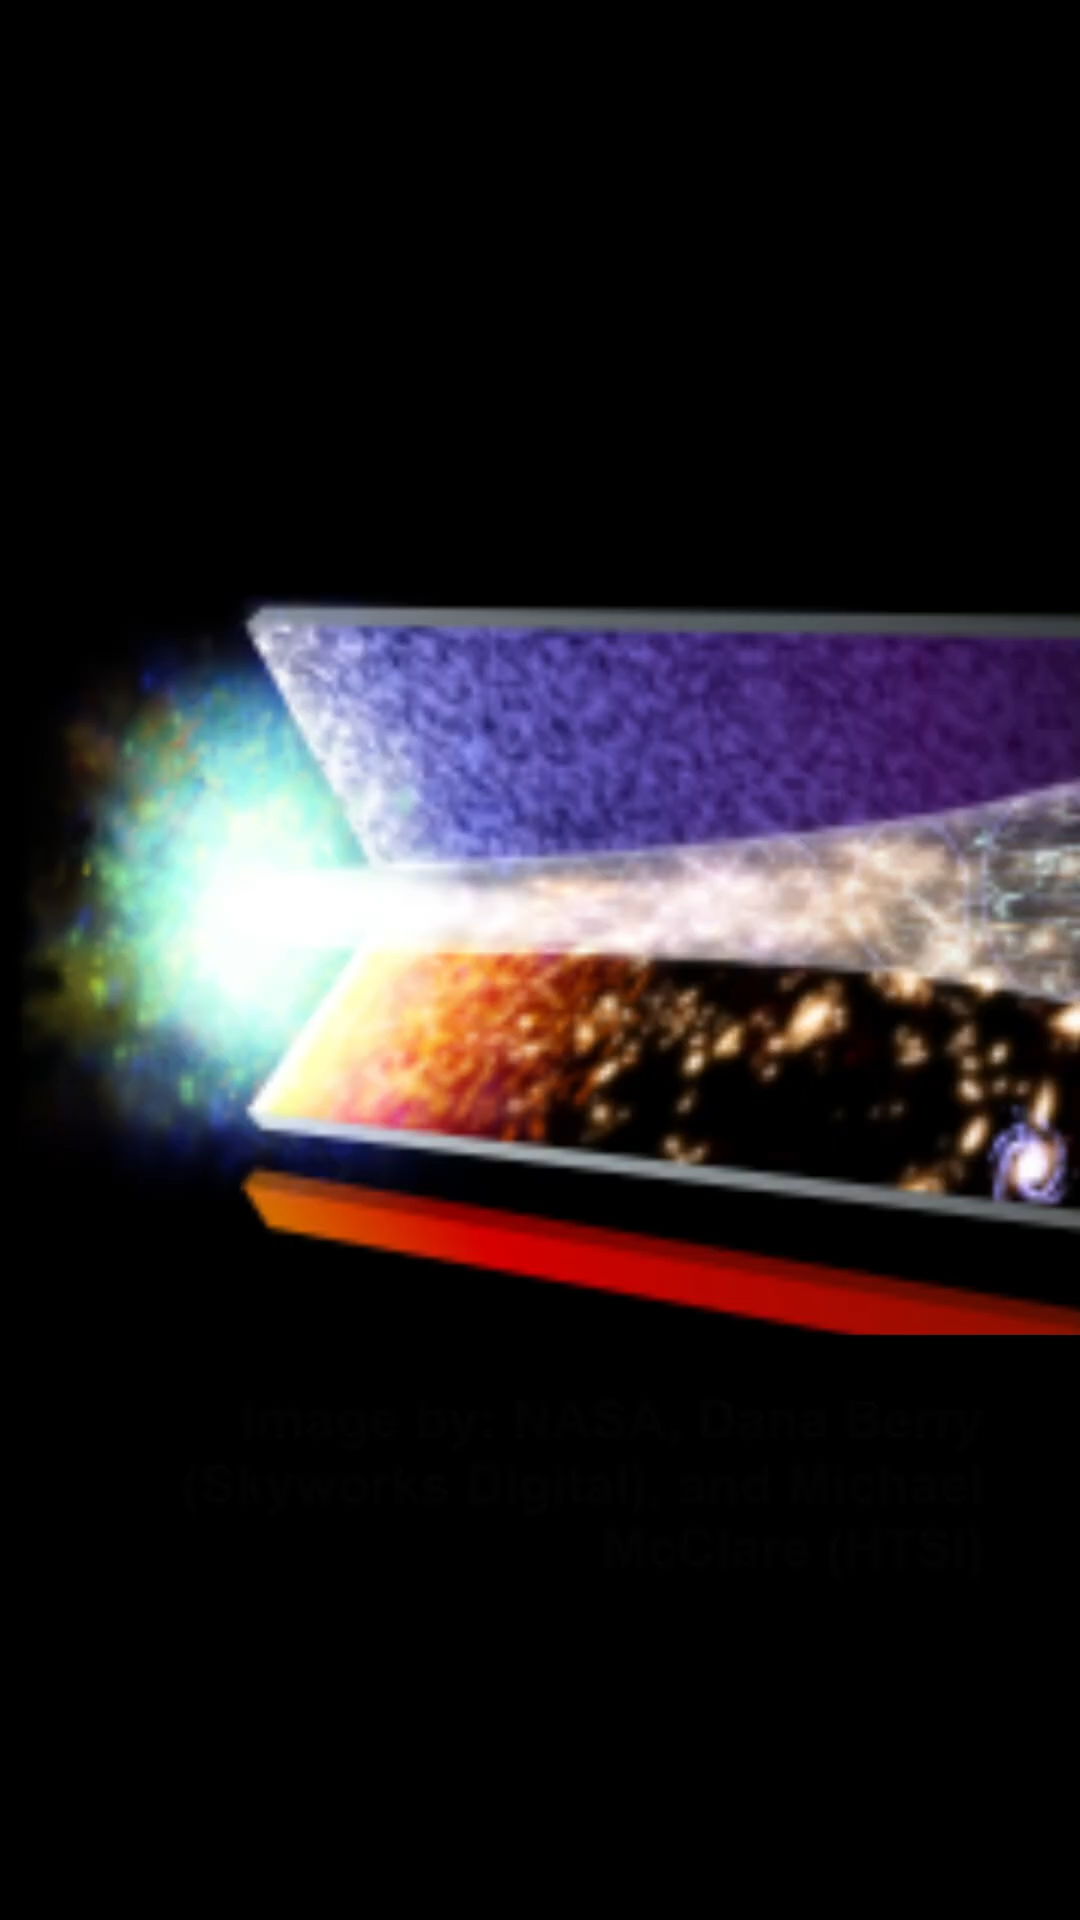 Image by: NASA, Dana Berry
(Skyworks Digital), and Michael
McClare (HTSI)